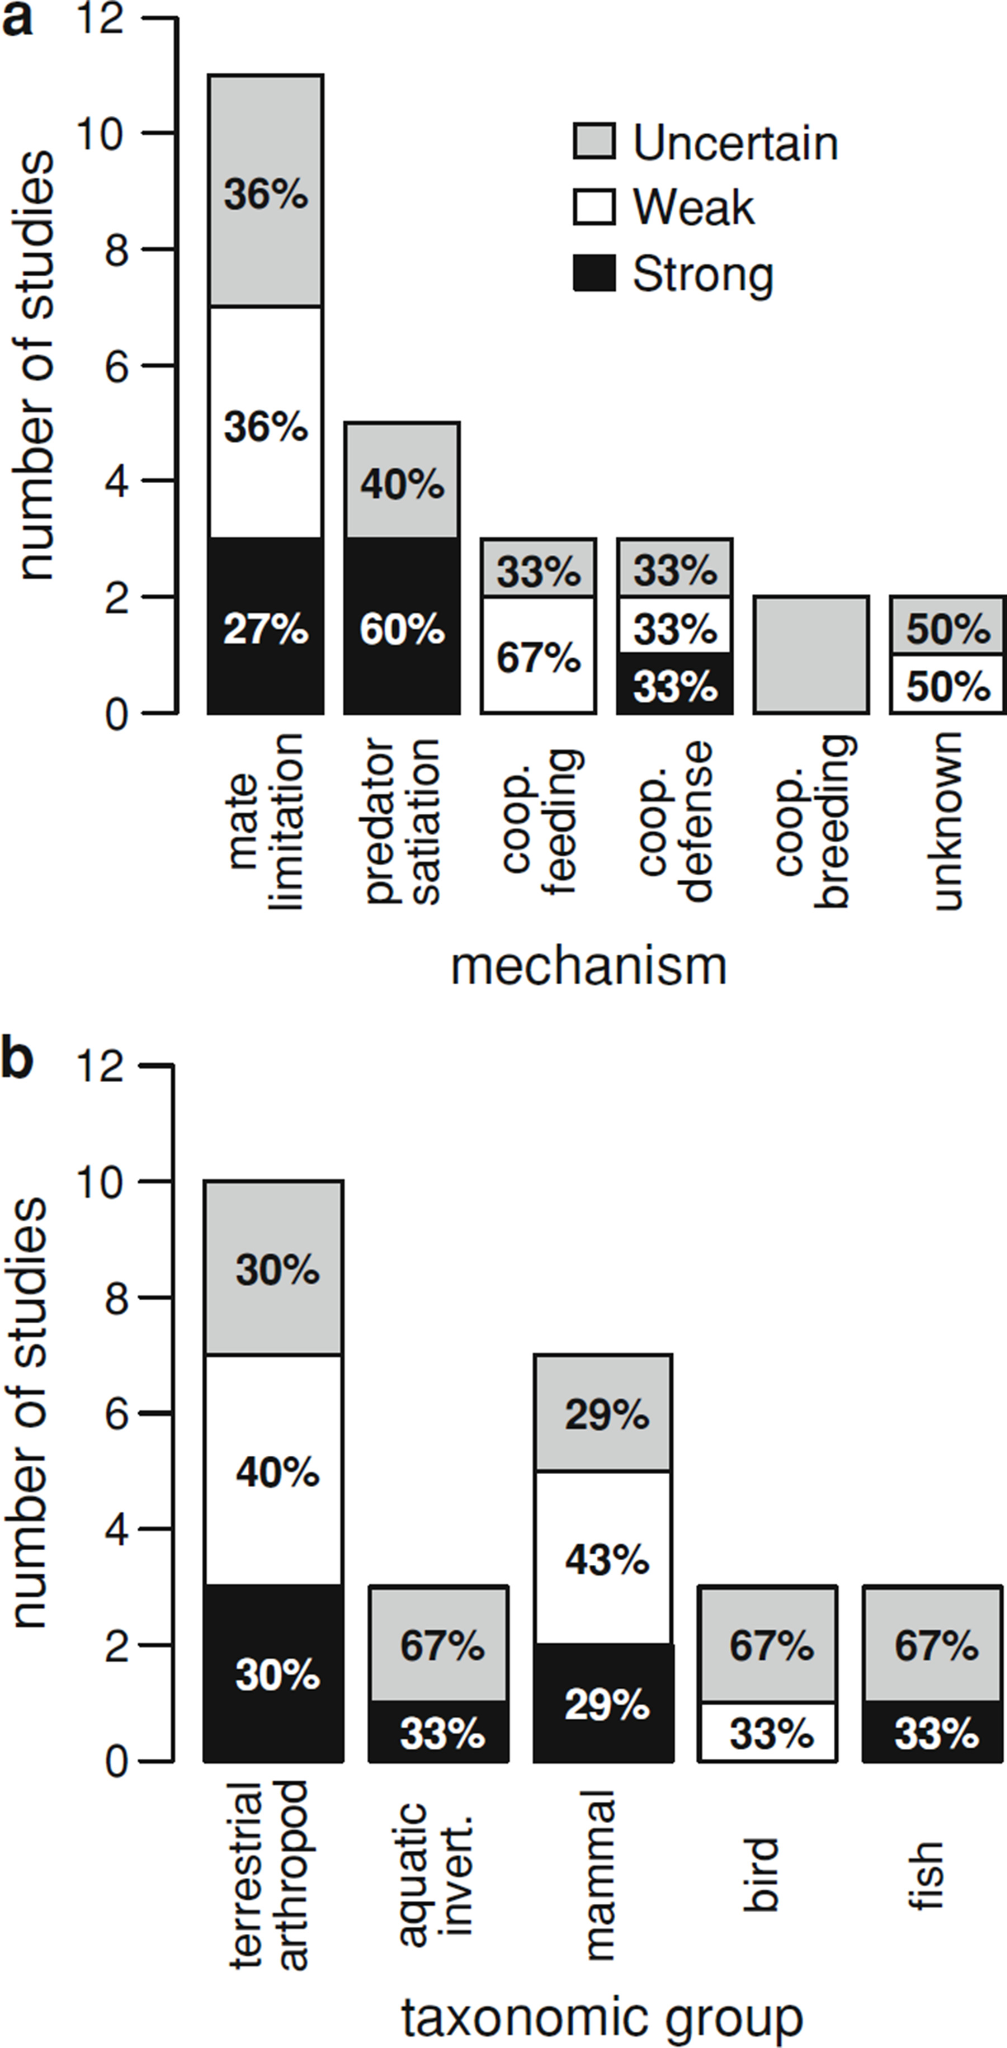 a
12
10
8
6
4
2
0
number of studies
Uncertain
Weak
Strong
36%
36%
27%
40%
60%
33%
67%
33%
33%
33%
50%
50%
mate
limitation
predator
satiation
coop.
feeding
coop.
defense
coop.
breeding
unknown
mechanism
b
12
10
8
6
4
2
0
number of studies
30%
40%
30%
67%
33%
29%
43%
29%
67%
33%
67%
33%
terrestrial
arthropod
aquatic
invert.
mammal
bird
fish
taxonomic group